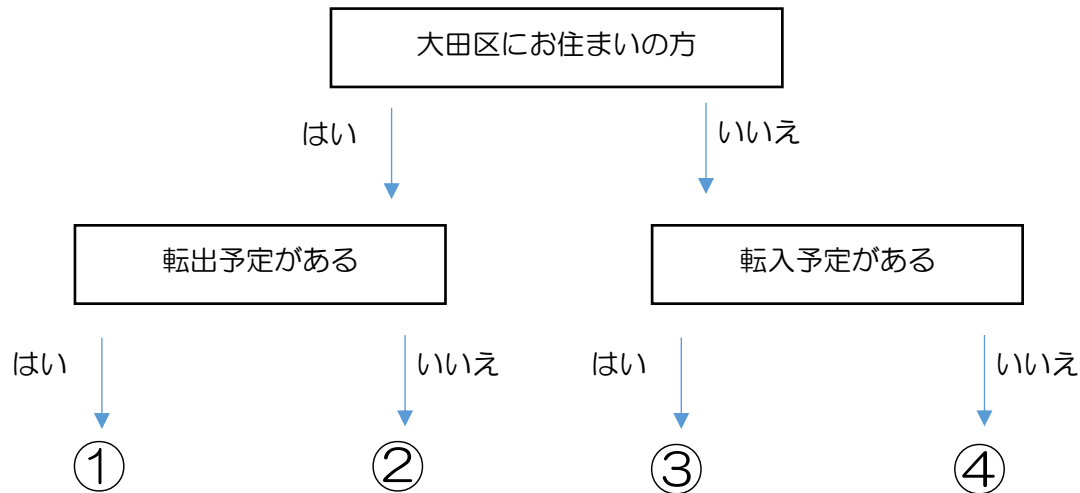 大田区にお住まいの方
はい
いいえ
転出予定がある
転入予定がある
はい
いいえ
はい
いいえ
①
②
③
④